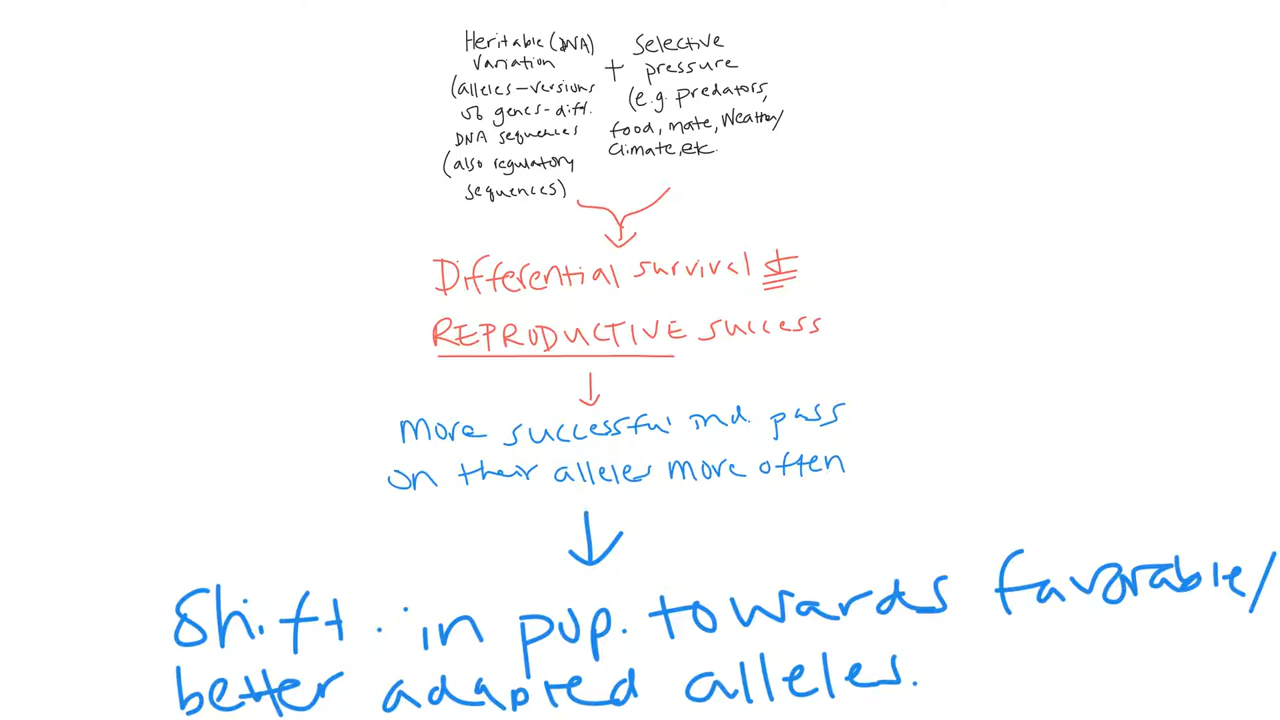 Heritable (DNA)
variation
(alleles-versions
of genes-diff.
DNA sequences
(also regulatory
sequences)
+
Selective
pressure
(e.g. predators,
food, mate, Weather/
Climate, etc.
Differential survival +
REPRODUCTIVE success
More successful ind. pass
on their alleles more often
Shift. in pop. towards favorable/
better adapted alleles.